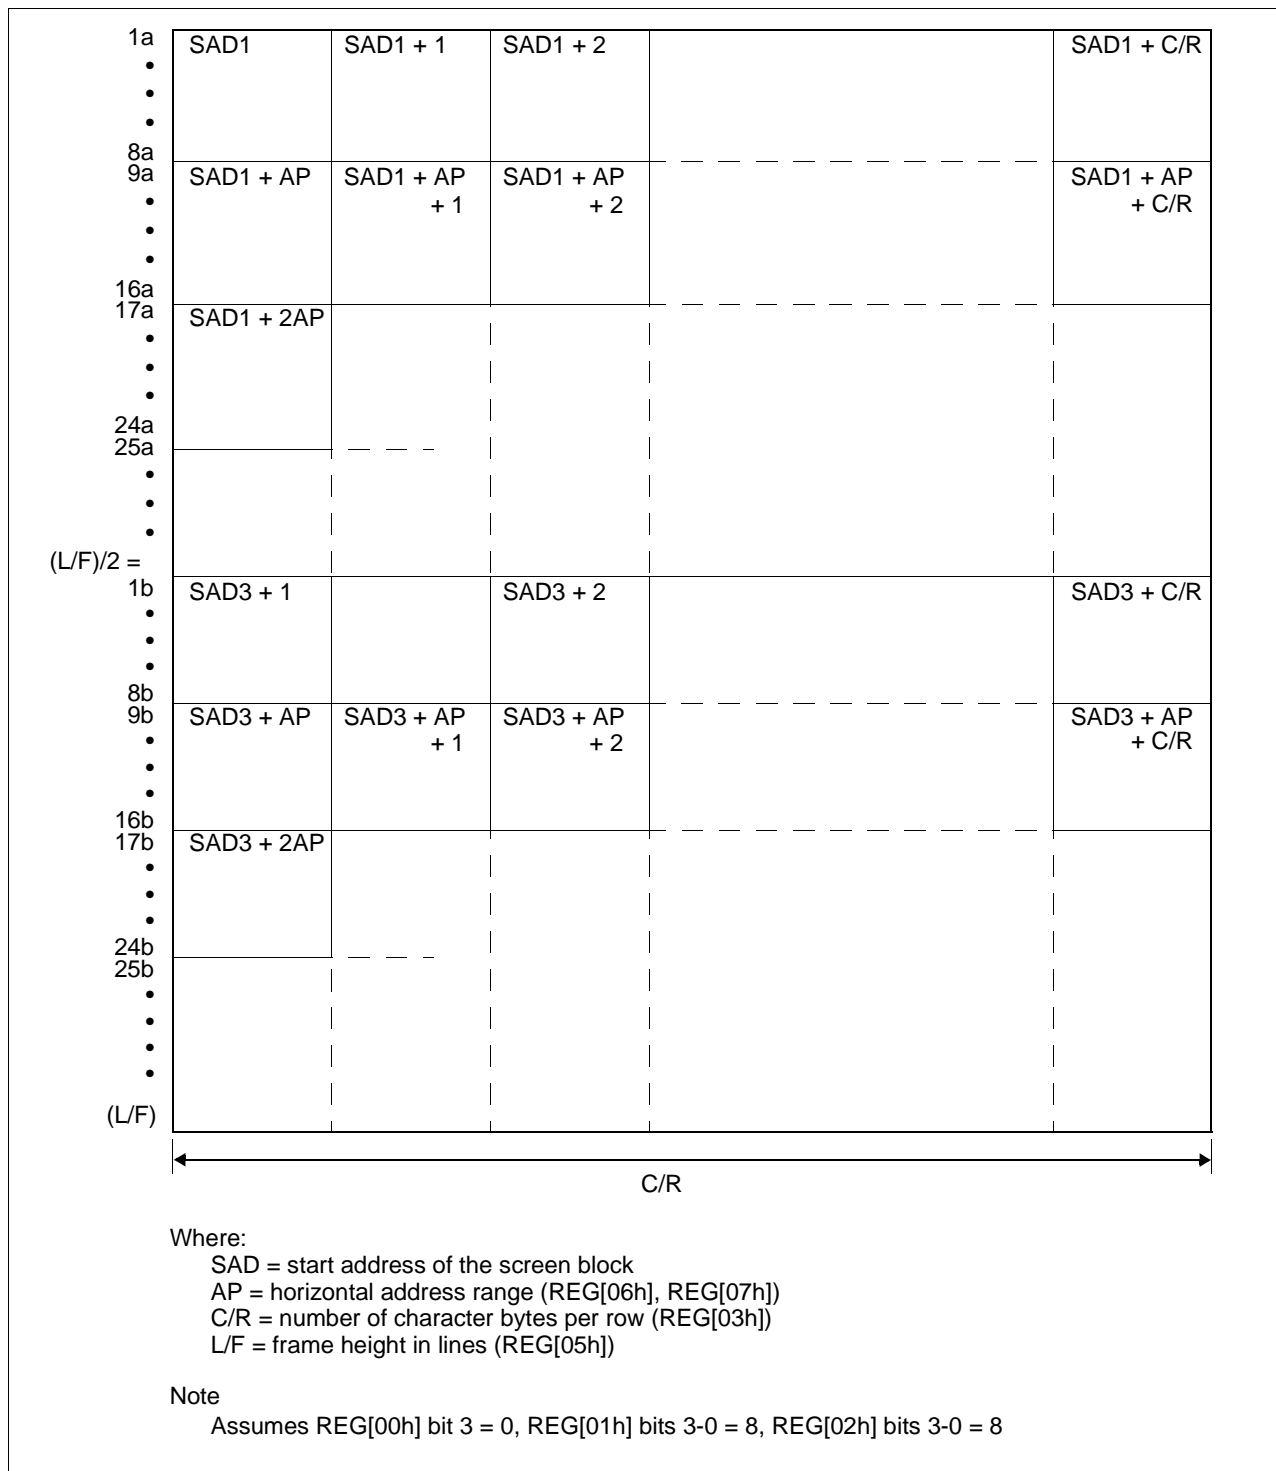 1a SAD1 SAD1 + 1 SAD1 + 2 SAD1 + C/R
•
•
•
8a
9a SAD1 + AP SAD1 + AP SAD1 + AP SAD1 + AP
• + 1 + 2 + C/R
•
•
16a
17a SAD1 + 2AP
•
•
•
24a
25a
•
•
•
(L/F)/2 =
1b SAD3 + 1 SAD3 + 2 SAD3 + C/R
•
•
•
8b
9b SAD3 + AP SAD3 + AP SAD3 + AP SAD3 + AP
• + 1 + 2 + C/R
•
•
16b
17b SAD3 + 2AP
•
•
•
24b
25b
•
•
•
•
(L/F)
C/R
Where:
SAD = start address of the screen block
AP = horizontal address range (REG[06h], REG[07h])
C/R = number of character bytes per row (REG[03h])
L/F = frame height in lines (REG[05h])
Note
Assumes REG[00h] bit 3 = 0, REG[01h] bits 3-0 = 8, REG[02h] bits 3-0 = 8